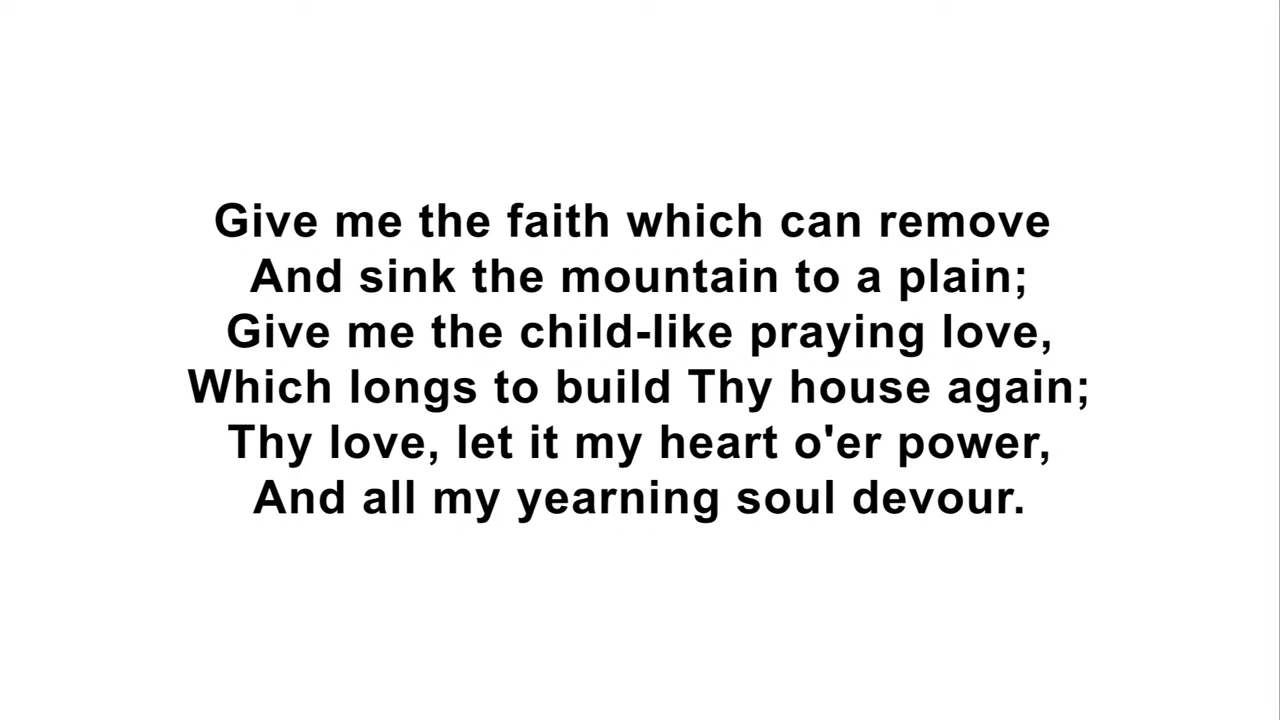 Give me the faith which can remove
And sink the mountain to a plain;
Give me the child-like praying love,
Which longs to build Thy house again;
Thy love, let it my heart o'er power,
And all my yearning soul devour.